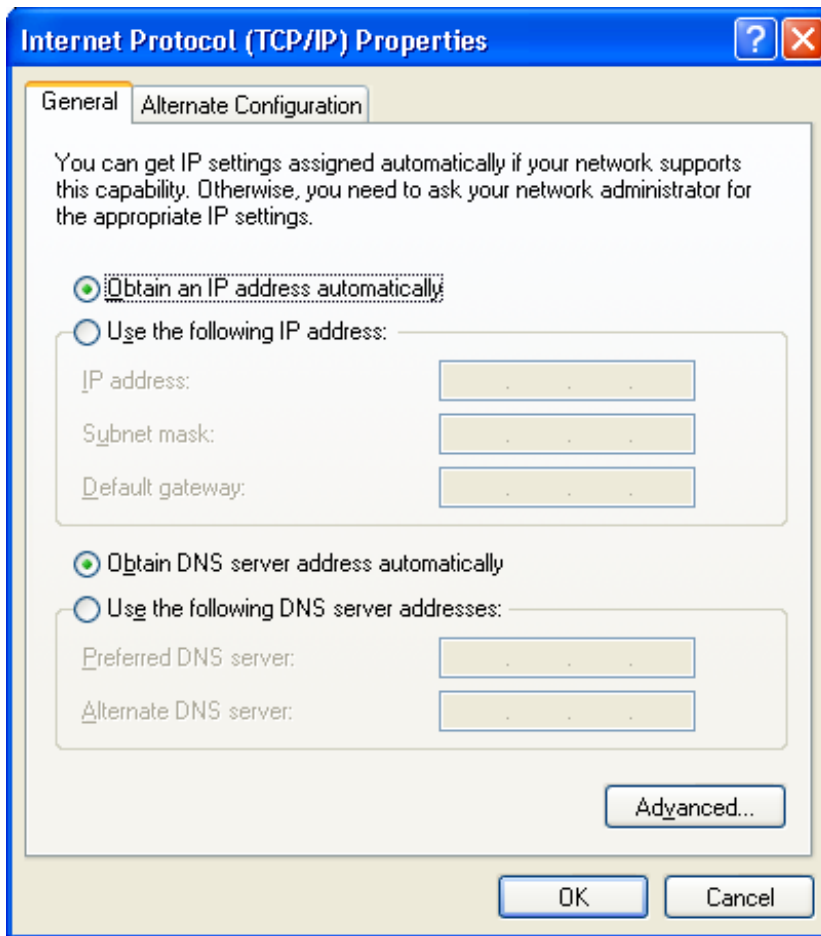 Internet Protocol (TCP/IP) Properties
General
Alternate Configuration
You can get IP settings assigned automatically if your network supports
this capability. Otherwise, you need to ask your network administrator for
the appropriate IP settings.
Obtain an IP address automatically
Use the following IP address:
IP address:
Subnet mask:
Default gateway:
Obtain DNS server address automatically
Use the following DNS server addresses:
Preferred DNS server:
Alternate DNS server:
Advanced...
OK
Cancel